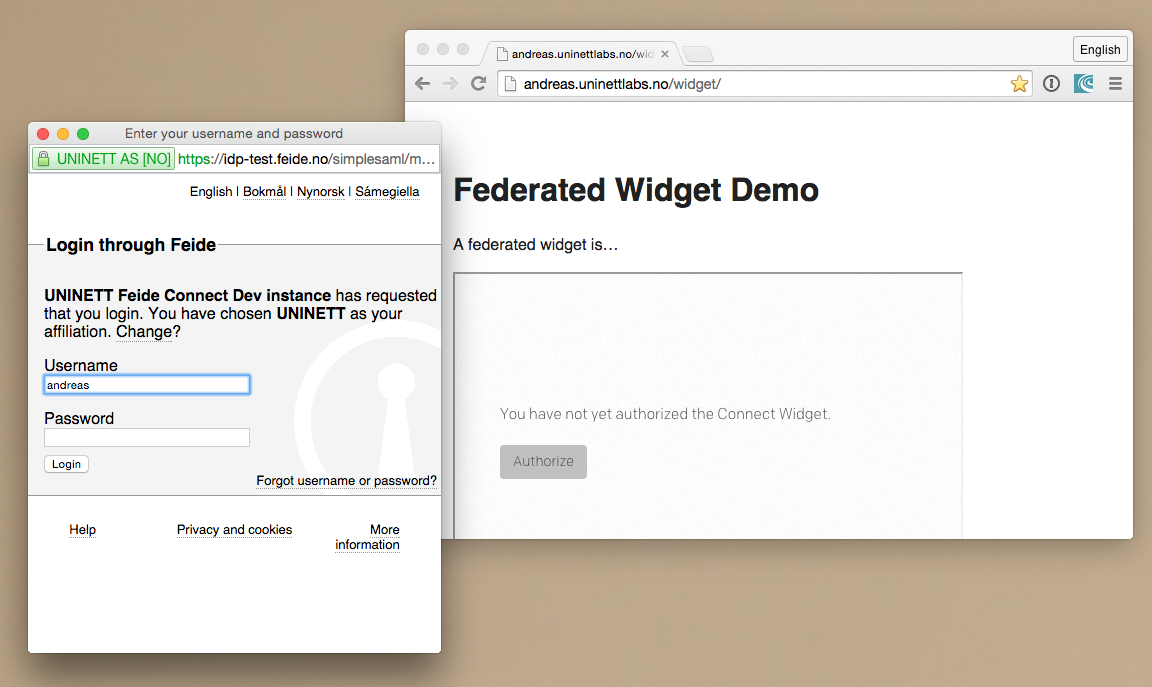 andreas.uninettlabs.no/wid
English
andreas.uninettlabs.no/widget/
Federated Widget Demo
A federated widget is…
You have not yet authorized the Connect Widget.
Authorize
Enter your username and password
UNINETT AS [NO] https://idp-test.feide.no/simplesaml/m…
English | Bokmål | Nynorsk | Sámegiella
Login through Feide
UNINETT Feide Connect Dev instance has requested
that you login. You have chosen UNINETT as your
affiliation. Change?
Username
andreas
Password
Login
Forgot username or password?
Help
Privacy and cookies
More
information